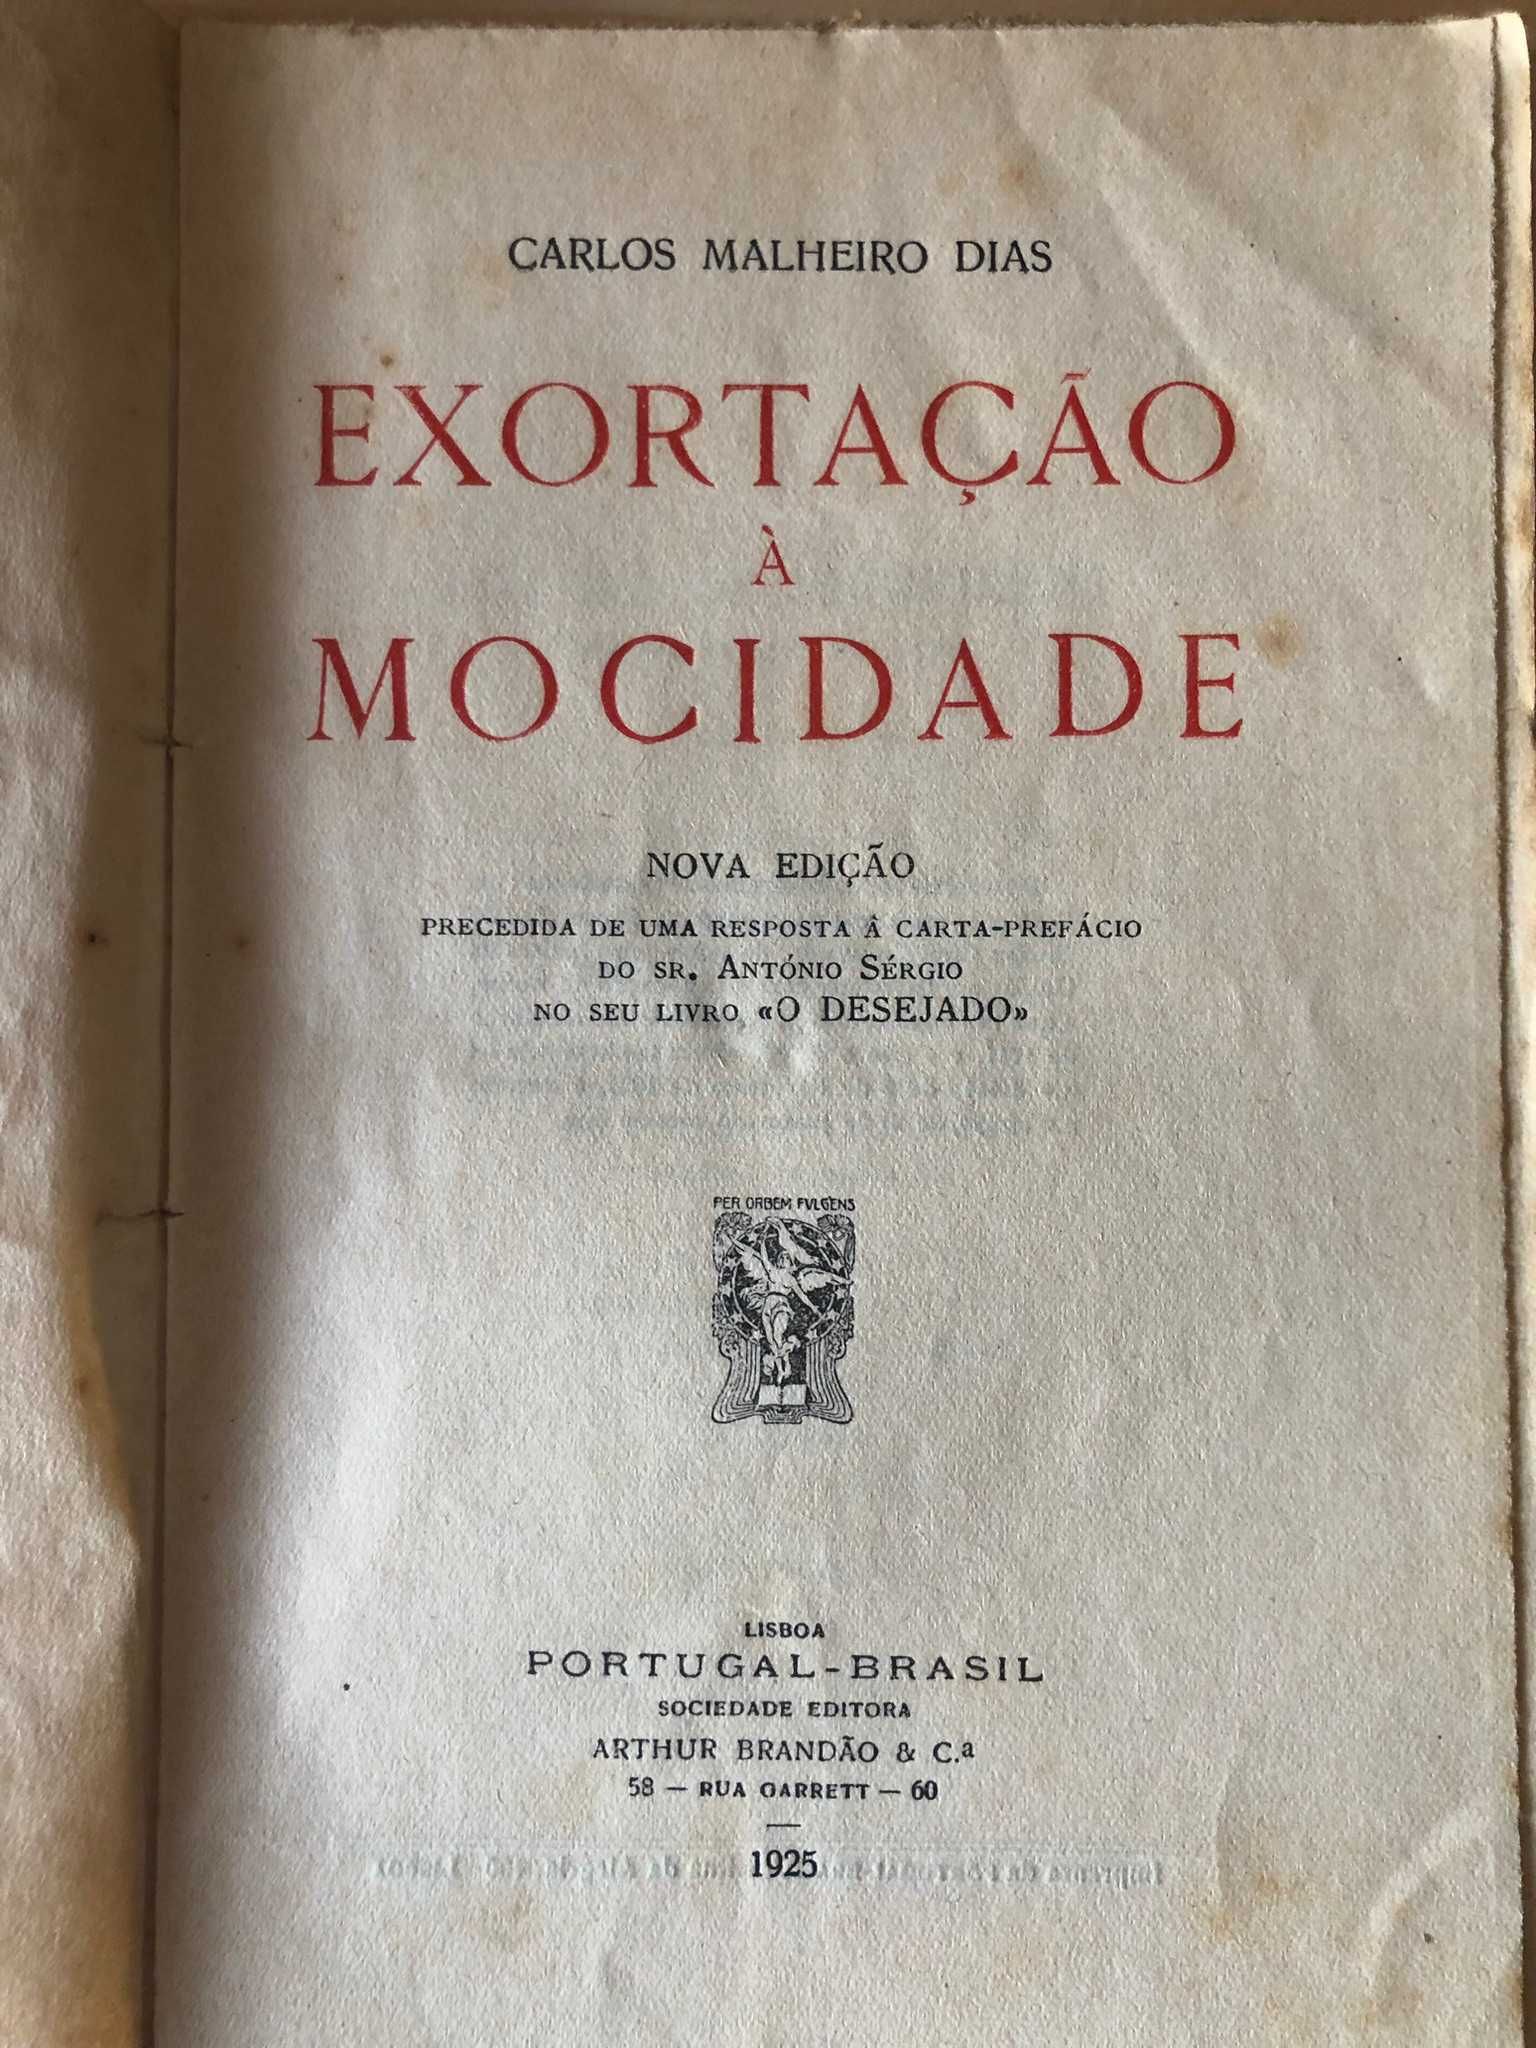 CARLOS MALHEIRO DIAS
EXORTAÇÃO
À
MOCIDADE
NOVA EDIÇÃO
PRECEDIDA DE UMA RESPOSTA Á CARTA-PREFÁCIO
DO SR. ANTÓNIO SÉRGIO
NO SEU LIVRO «O DESEJADO»
PER ORBEM FVLGENS
LISBOA
PORTUGAL-BRASIL
SOCIEDADE EDITORA
ARTHUR BRANDÃO & C.ª
58 — RUA GARRETT — 60
1925